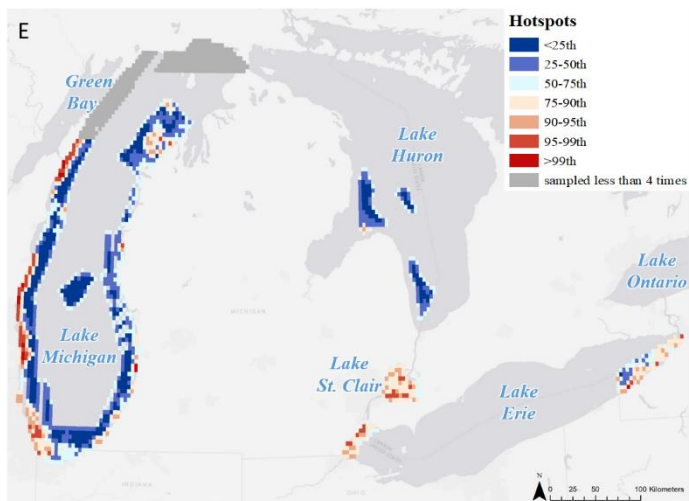 E
Hotspots
<25th
25-50th
50-75th
75-90th
90-95th
95-99th
>99th
sampled less than 4 times
Green
Bay
Lake
Huron
Lake
Ontario
MICHIGAN
Lake
Michigan
Lake
St. Clair
Lake
Erie
INDIANA
OHIO
N
0 25 50 100 Kilometers